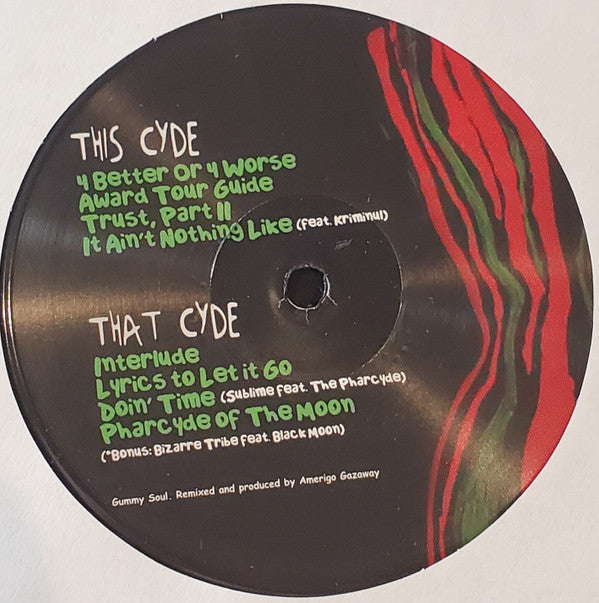 THIS CYDE
4 Better Or 4 Worse
Award Tour Guide
Trust, Part II
It Ain't Nothing Like (feat. Kriminul)
THAT CYDE
Interlude
Lyrics to Let it Go
Doin' Time (Sublime feat. The Pharcyde)
Pharcyde of The Moon
(*Bonus: Bizarre Tribe feat. Black Moon)
Gummy Soul. Remixed and produced by Amerigo Gazaway